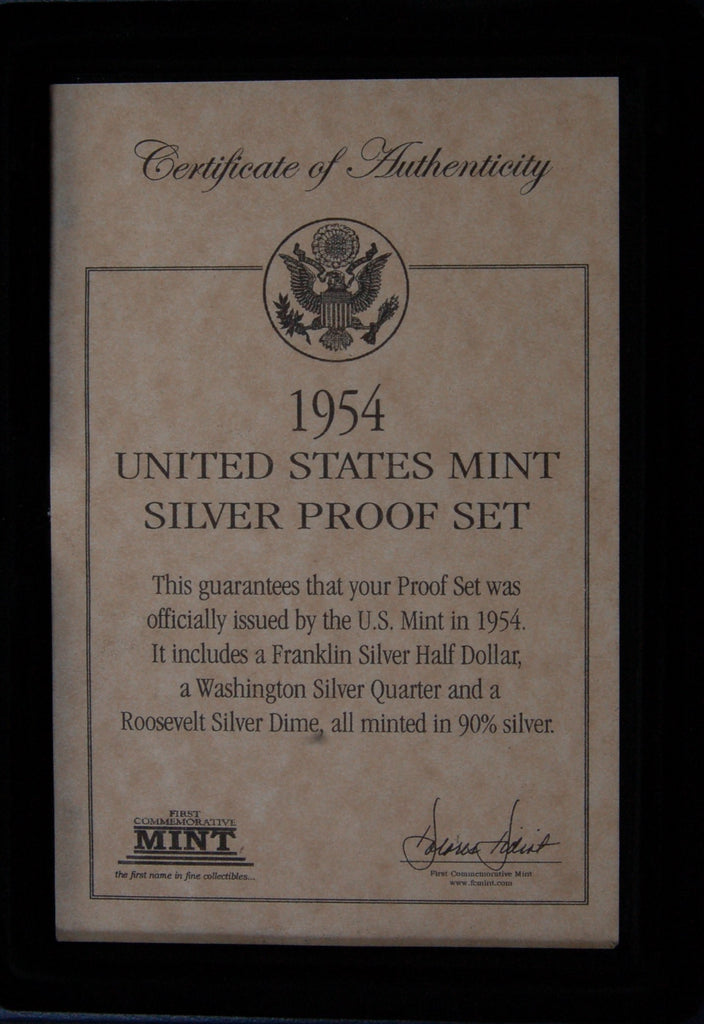 Certificate of Authenticity
1954
UNITED STATES MINT
SILVER PROOF SET
This guarantees that your Proof Set was
officially issued by the U.S. Mint in 1954.
It includes a Franklin Silver Half Dollar,
a Washington Silver Quarter and a
Roosevelt Silver Dime, all minted in 90% silver.
FIRST
COMMEMORATIVE
MINT
the first name in fine collectibles...
First Commemorative Mint
www.fcmint.com